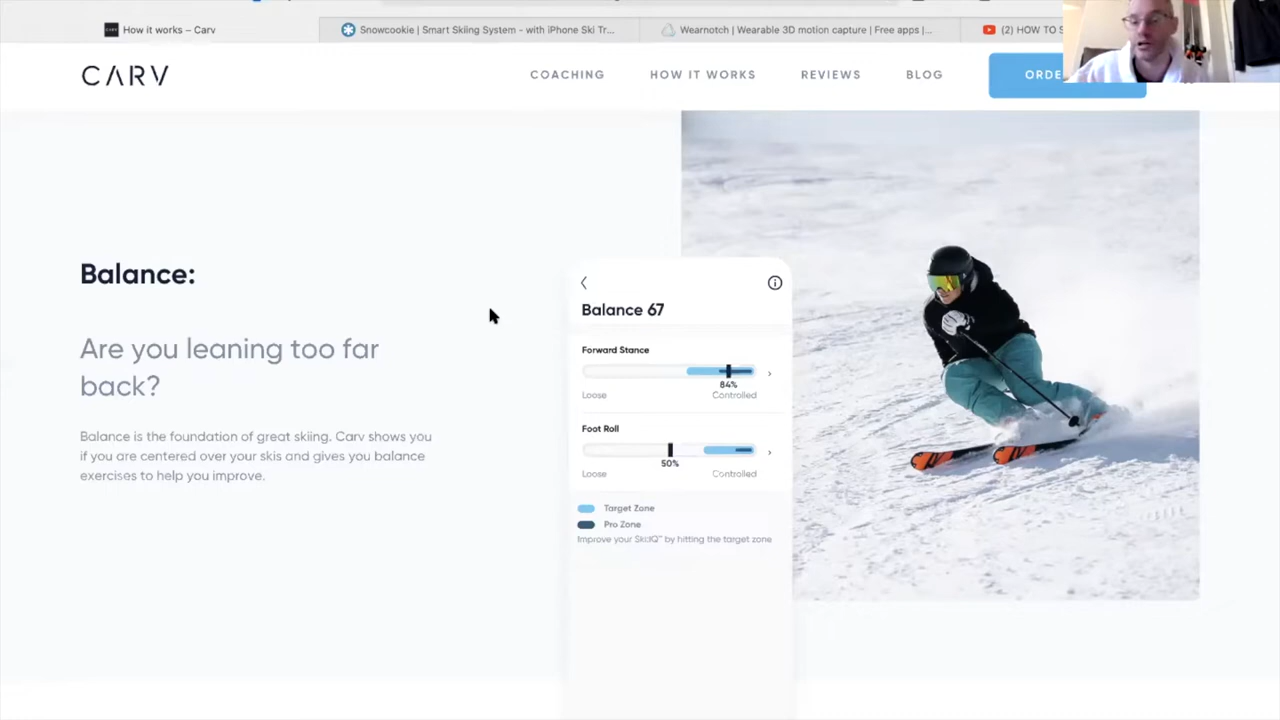 How it works – Carv
Snowcookie | Smart Skiing System - with iPhone Ski Tr...
Wearnotch | Wearable 3D motion capture | Free apps |...
(2) HOW TO S
CARV
COACHING
HOW IT WORKS
REVIEWS
BLOG
ORDE
Balance:
Are you leaning too far
back?
Balance is the foundation of great skiing. Carv shows you
if you are centered over your skis and gives you balance
exercises to help you improve.
Balance 67
Forward Stance
84%
Loose
Controlled
Foot Roll
50%
Loose
Controlled
Target Zone
Pro Zone
Improve your Ski:IQ™ by hitting the target zone